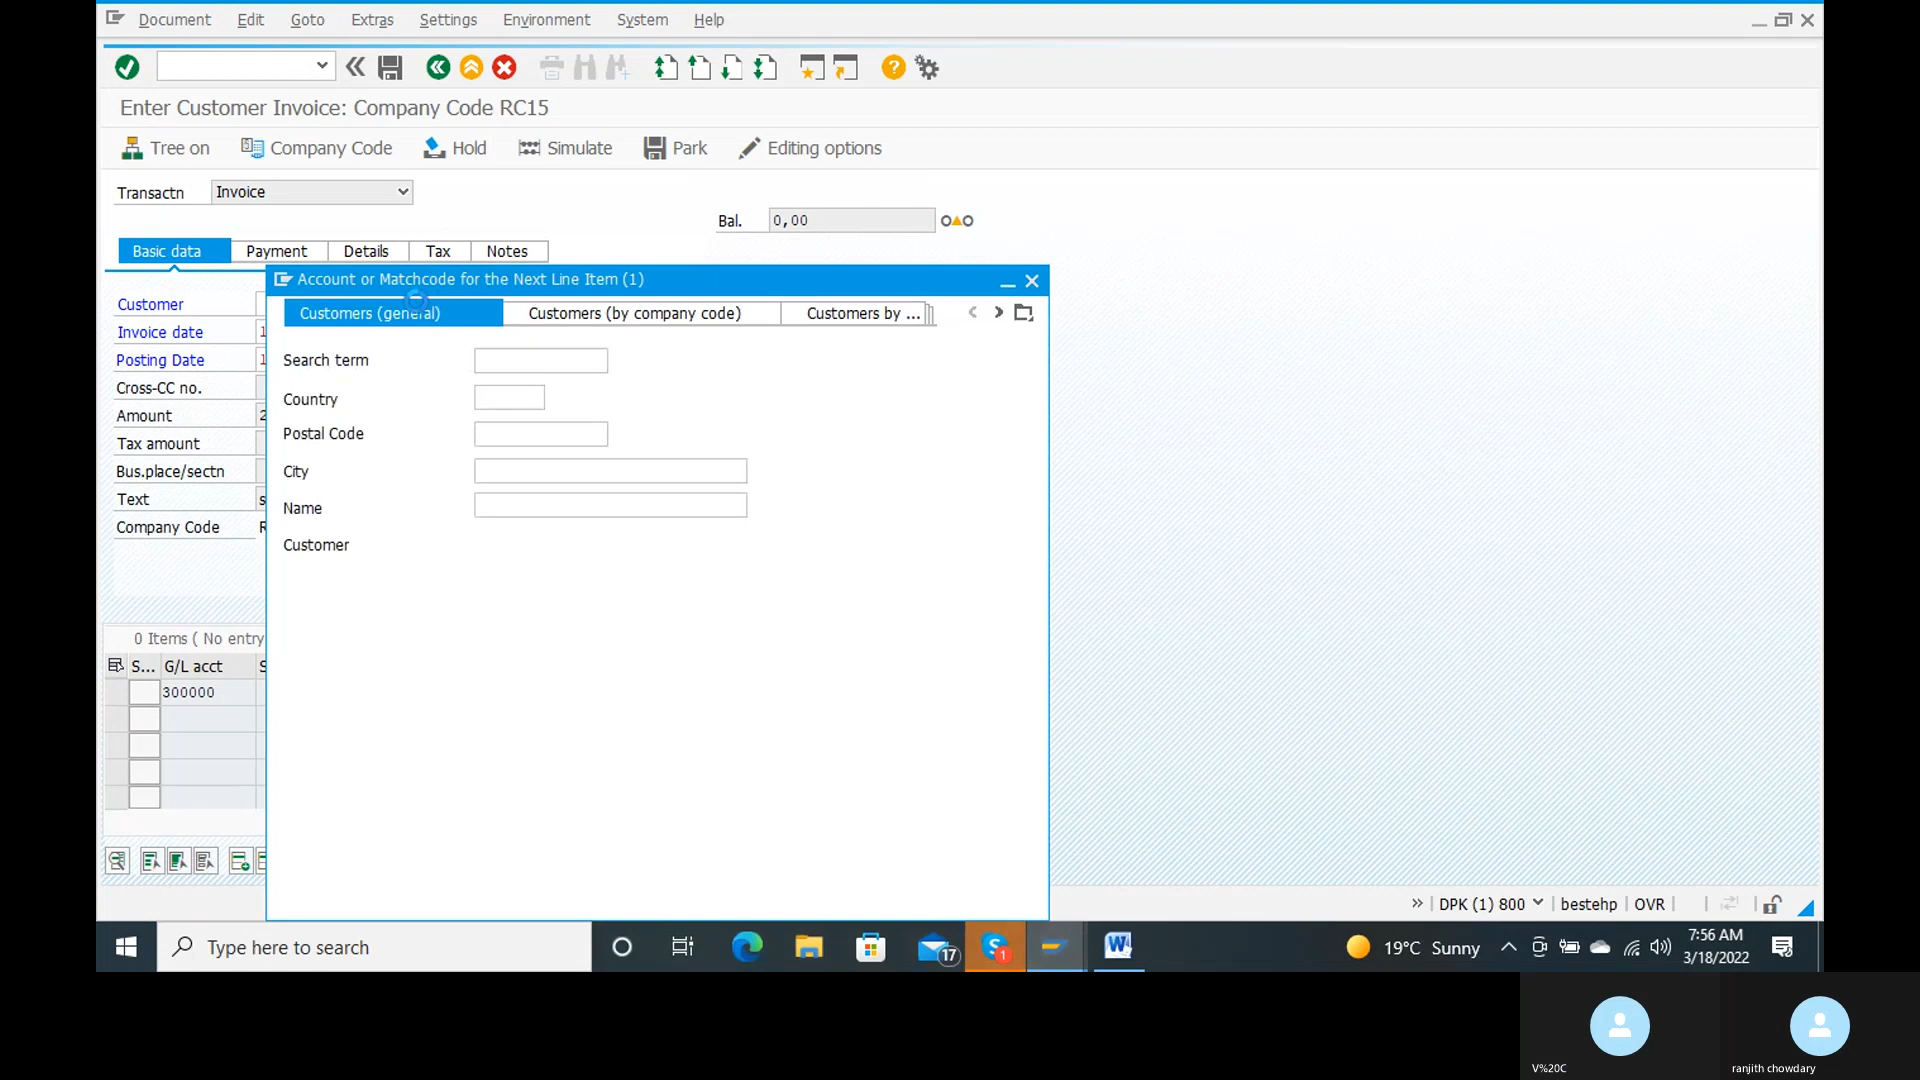 Document Edit Goto Extras Settings Environment System Help
Enter Customer Invoice: Company Code RC15
Tree on Company Code Hold Simulate Park Editing options
Transactn Invoice
Bal. 0,00
Basic data Payment Details Tax Notes
Account or Matchcode for the Next Line Item (1)
Customers (general) Customers (by company code) Customers by ...
Customer
Invoice date 1
Posting Date 1
Cross-CC no.
Amount 2
Tax amount
Bus.place/sectn
Text s
Company Code R
Search term
Country
Postal Code
City
Name
Customer
0 Items ( No entry
S... G/L acct S
300000
DPK (1) 800 bestehp OVR
Type here to search
17
1
19°C Sunny
7:56 AM
3/18/2022
V%20C
ranjith chowdary